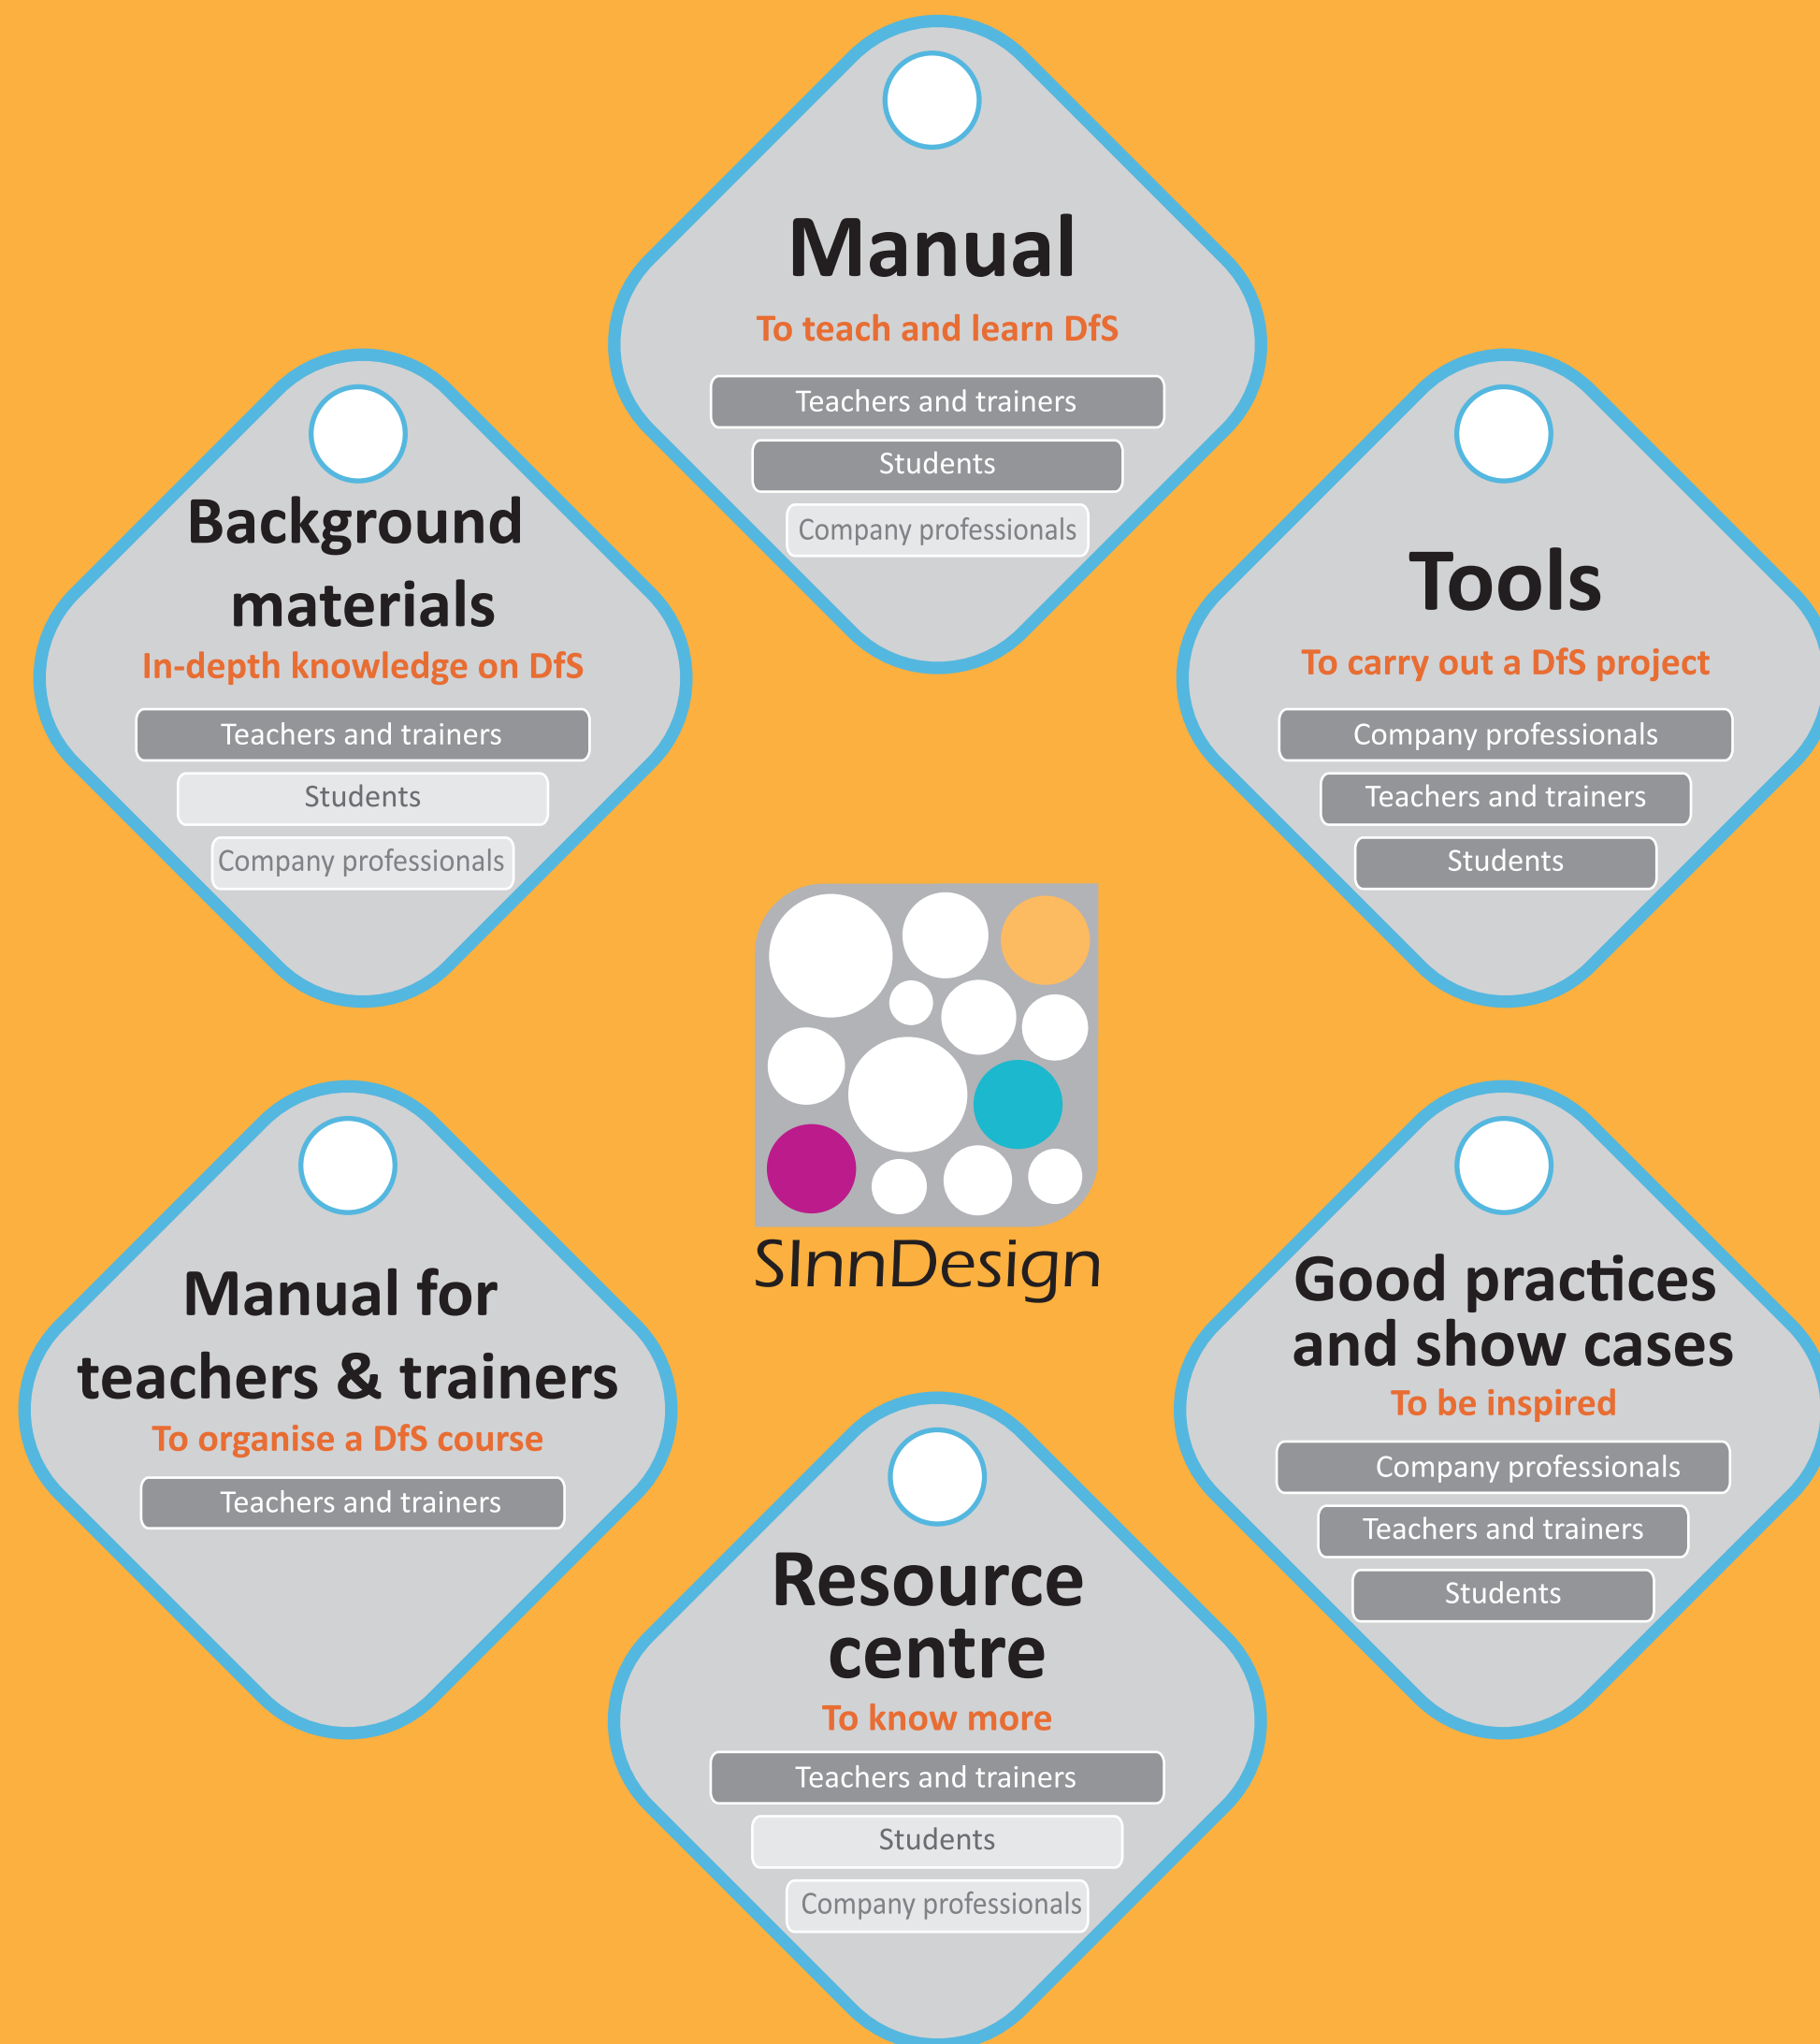 Manual
To teach and learn DfS
Teachers and trainers
Students
Company professionals
Background
materials
In-depth knowledge on DfS
Teachers and trainers
Students
Company professionals
Tools
To carry out a DfS project
Company professionals
Teachers and trainers
Students
SInnDesign
Manual for
teachers & trainers
To organise a DfS course
Teachers and trainers
Good practices
and show cases
To be inspired
Company professionals
Teachers and trainers
Students
Resource
centre
To know more
Teachers and trainers
Students
Company professionals